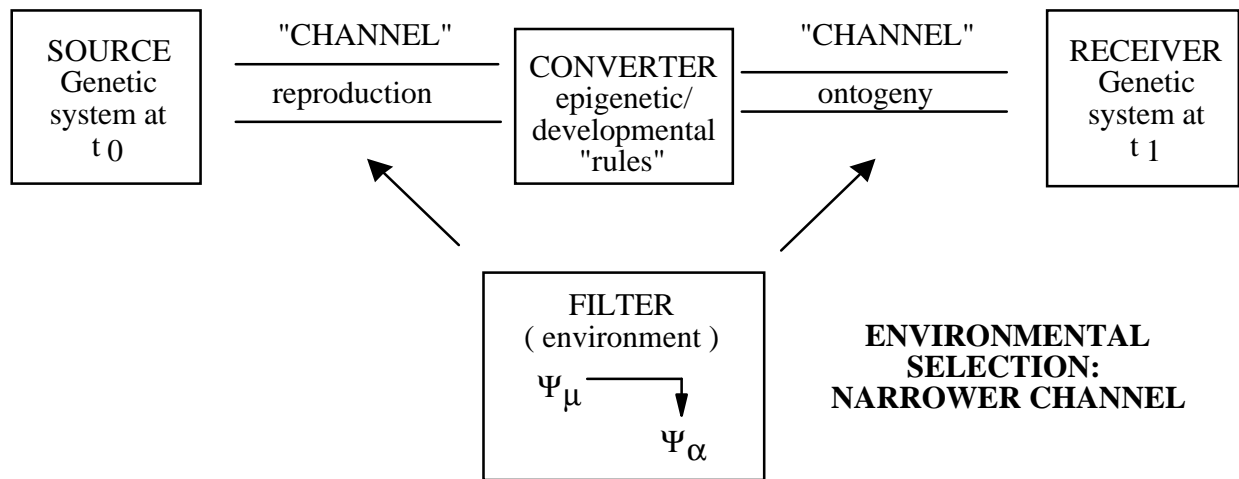 SOURCE
Genetic
system at
t 0
"CHANNEL"
reproduction
CONVERTER
epigenetic/
developmental
"rules"
"CHANNEL"
ontogeny
RECEIVER
Genetic
system at
t 1
FILTER
( environment )
Ψμ
Ψα
ENVIRONMENTAL
SELECTION:
NARROWER CHANNEL